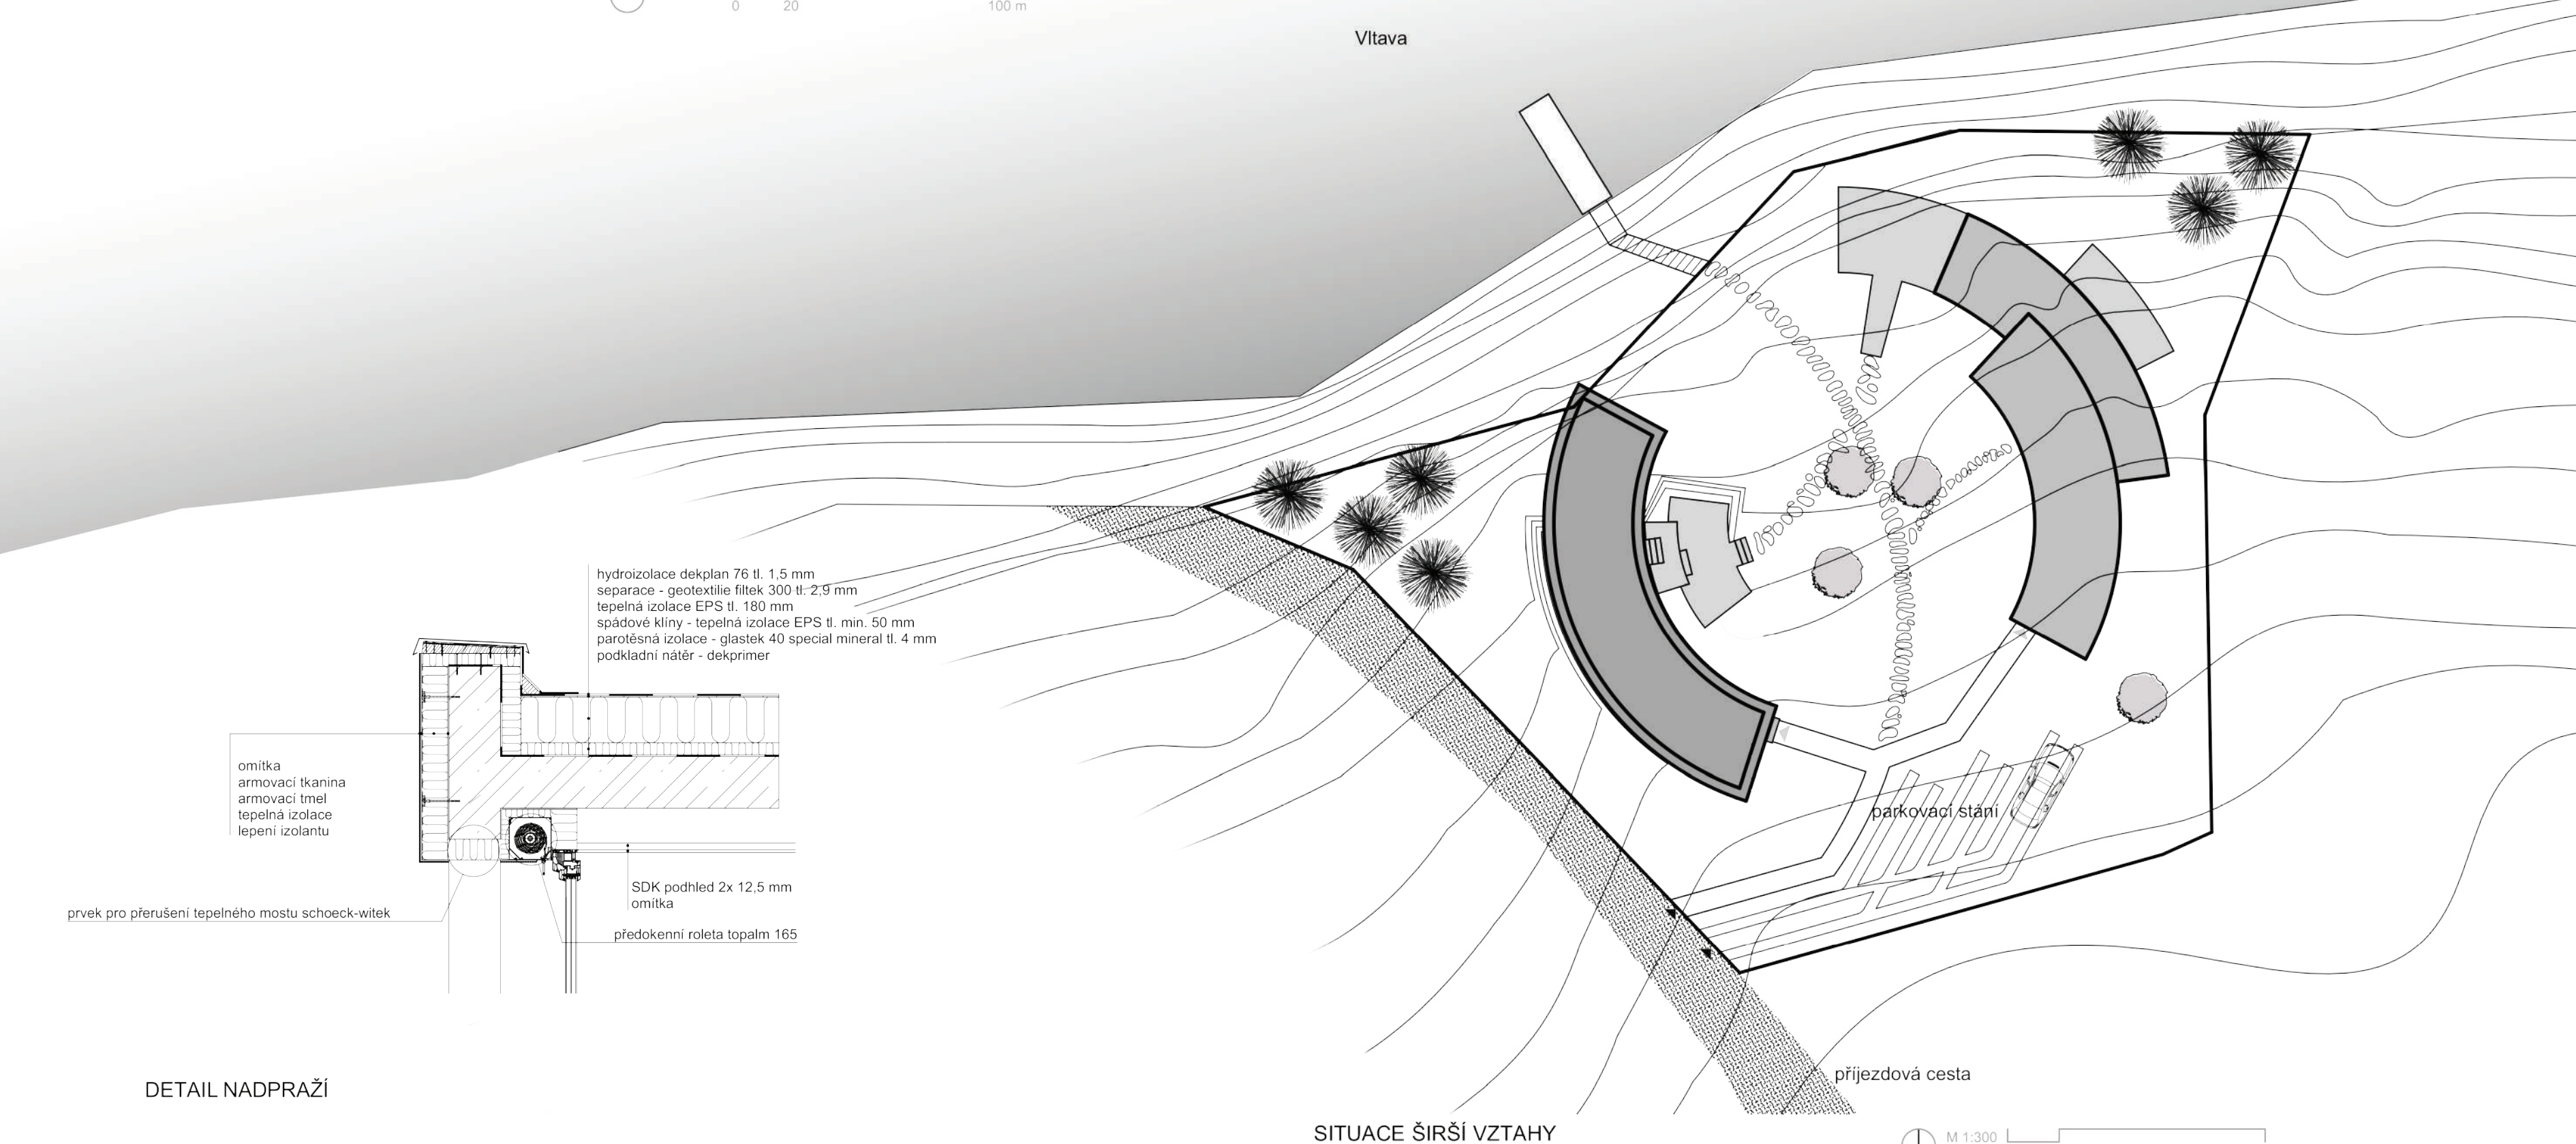 0 20 100 m
Vltava
hydroizolace dekplan 76 tl. 1,5 mm
separace - geotextilie filtek 300 tl. 2,9 mm
tepelná izolace EPS tl. 180 mm
spádové klíny - tepelná izolace EPS tl. min. 50 mm
parotěsná izolace - glastek 40 special mineral tl. 4 mm
podkladní nátěr - dekprimer
omítka
armovací tkanina
armovací tmel
tepelná izolace
lepení izolantu
SDK podhled 2x 12,5 mm
omítka
prvek pro přerušení tepelného mostu schoeck-witek
předokenní roleta topalm 165
parkovací stání
příjezdová cesta
DETAIL NADPRAŽÍ
SITUACE ŠIRŠÍ VZTAHY
M 1:300